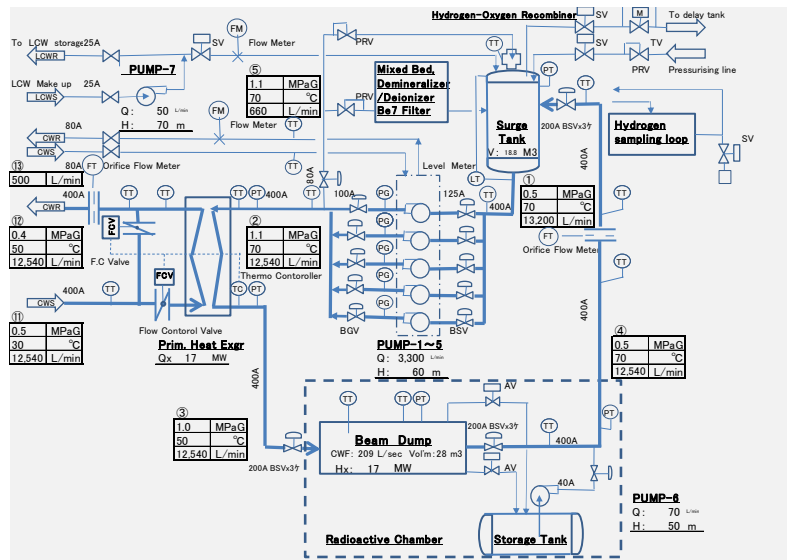 Hydrogen-Oxygen Recombiner
SV
M
To delay tank
To LCW storage
25A
LCWR
SV
FM
Flow Meter
PRV
TT
SV
TV
PRV
Pressurising line
PUMP-7
LCW Make up
25A
LCWS
Q: 50 L/min
H: 70 m
⑤
1.1 MPaG
70 ℃
660 L/min
Mixed Bed,
Demineralizer
/Deionizer
Be7 Filter
PRV
PT
TT
Surge
Tank
V: 18.8 M3
200A BSVx3ケ
Hydrogen
sampling loop
SV
FM
Flow Meter
TT
80A
CWR
CWS
⑬
500 L/min
80A
FT
Orifice Flow Meter
Level Meter
LT
80A
400A
①
0.5 MPaG
70 ℃
13,200 L/min
400A
CWR
TT
TT
TT
PT
400A
100A
PG
125A
TT
400A
TT
⑫
0.4 MPaG
50 ℃
12,540 L/min
FCV
F.C Valve
②
1.1 MPaG
70 ℃
12,540 L/min
PG
PG
PG
PG
FT
Orifice Flow Meter
TT
Thermo Contoroller
400A
CWS
TT
FCV
TC
PT
400A
⑪
0.5 MPaG
30 ℃
12,540 L/min
Flow Contorol Valve
Prim. Heat Exgr
Qx 17 MW
BGV
BSV
PUMP-1～5
Q: 3,300 L/min
H: 60 m
④
0.5 MPaG
70 ℃
12,540 L/min
400A
③
1.0 MPaG
50 ℃
12,540 L/min
200A BSVx3ケ
TT
TT
PT
AV
Beam Dump
CWF: 209 L/sec Vol'm: 28 m3
Hx: 17 MW
200A BSVx3ケ
TT
400A
PT
AV
40A
PUMP-6
Q: 70 L/min
H: 50 m
Radioactive Chamber
Storage Tank